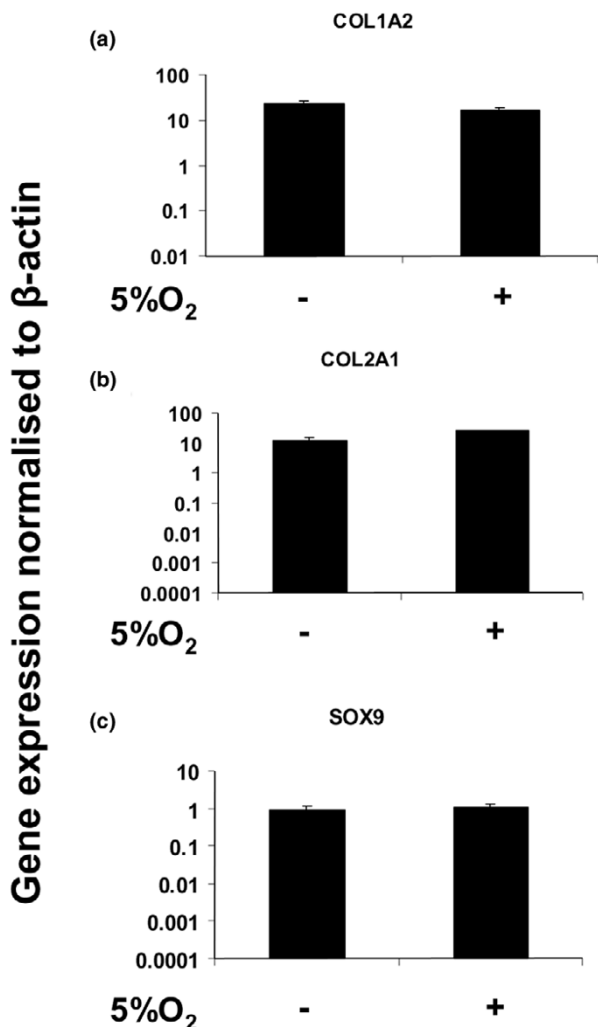 Gene expression normalised to β-actin
(a)
COL1A2
100
10
1
0.1
0.01
5%O₂ - +
(b)
COL2A1
100
10
1
0.1
0.01
0.001
0.0001
5%O₂ - +
(c)
SOX9
10
1
0.1
0.01
0.001
0.0001
5%O₂ - +